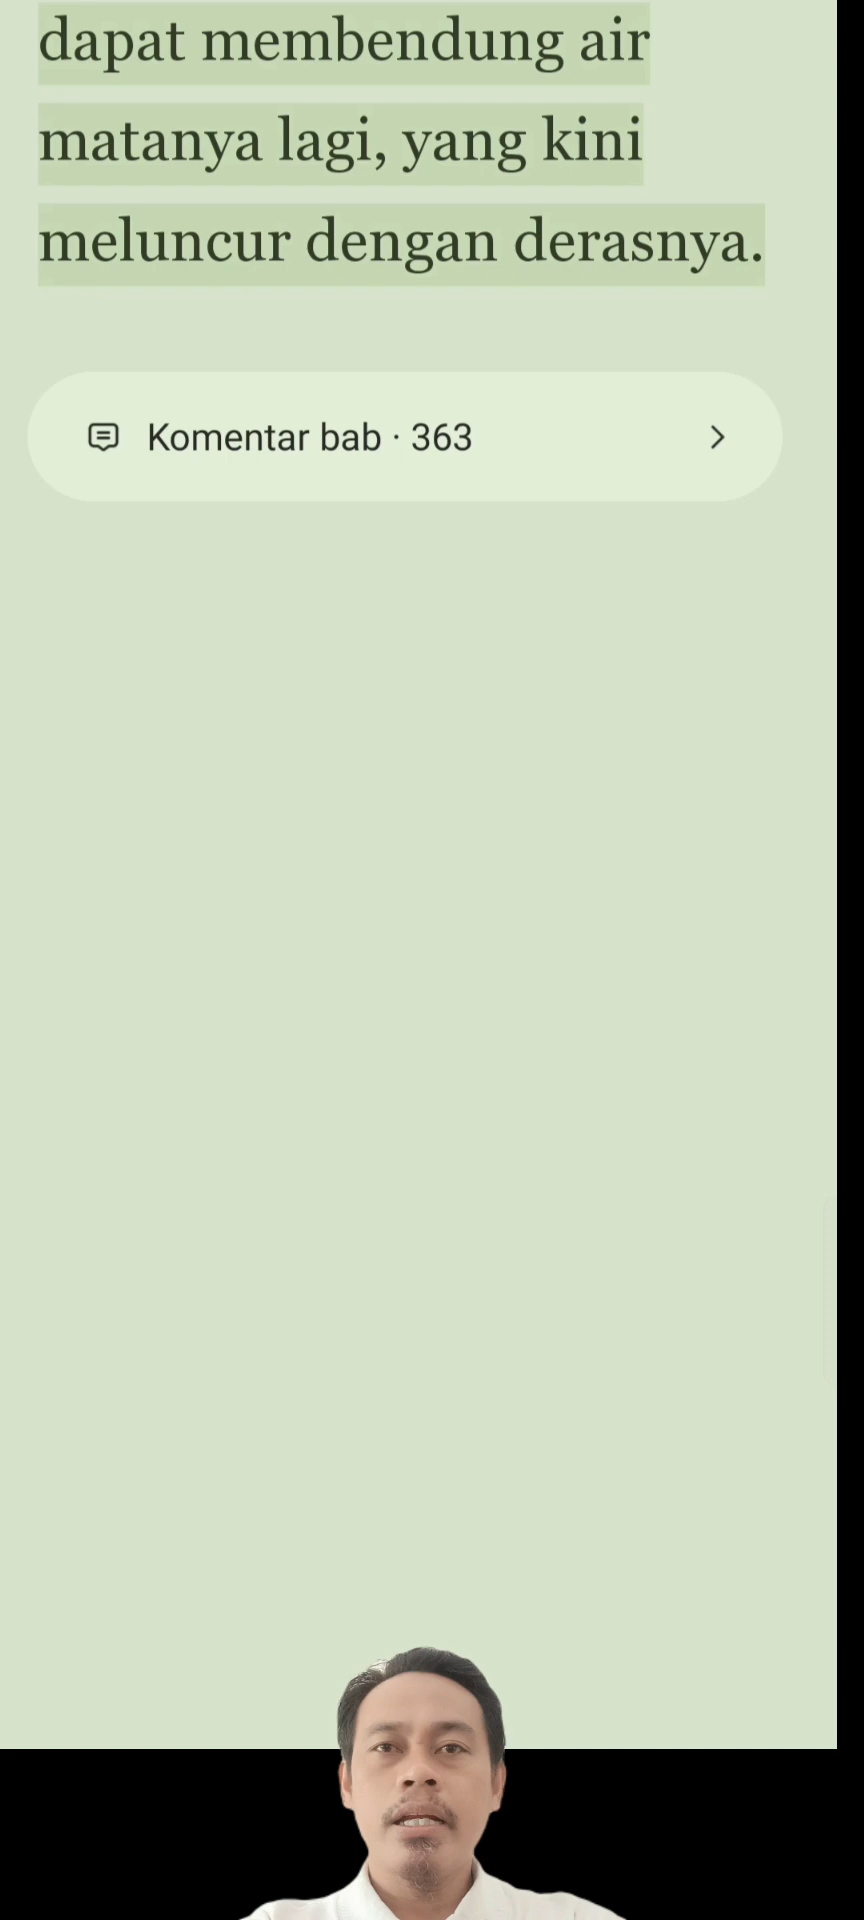 dapat membendung air
matanya lagi, yang kini
meluncur dengan derasnya.
Komentar bab · 363